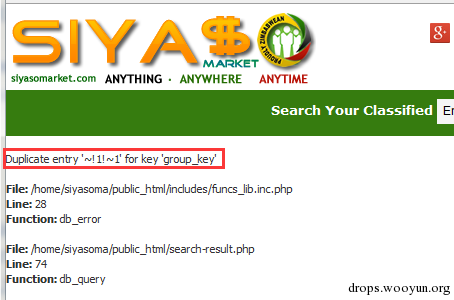 SIYASO
MARKET
PROUDLY ZIMBABWEAN
siyasomarket.com ANYTHING · ANYWHERE ANYTIME
Search Your Classified
Duplicate entry '~!1!~1' for key 'group_key'
File: /home/siyasoma/public_html/includes/funcs_lib.inc.php
Line: 28
Function: db_error
File: /home/siyasoma/public_html/search-result.php
Line: 74
Function: db_query
drops.wooyun.org